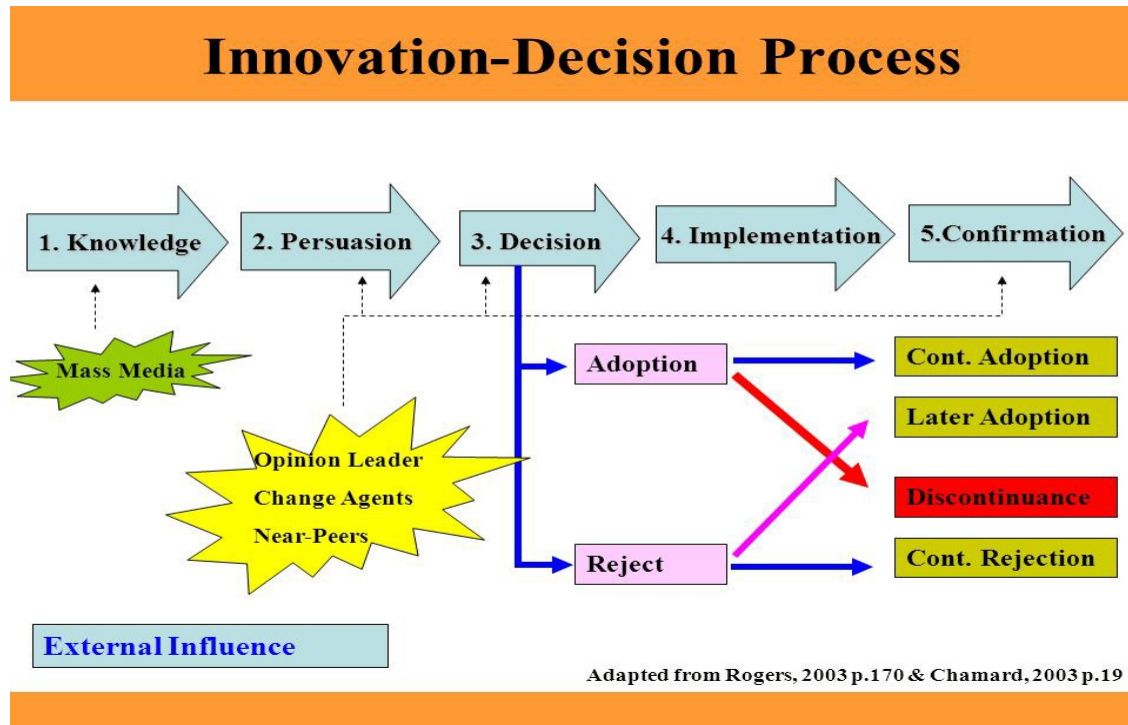 Innovation-Decision Process
1. Knowledge
2. Persuasion
3. Decision
4. Implementation
5.Confirmation
Mass Media
Opinion Leader
Change Agents
Near-Peers
Adoption
Reject
Cont. Adoption
Later Adoption
Discontinuance
Cont. Rejection
External Influence
Adapted from Rogers, 2003 p.170 & Chamard, 2003 p.19